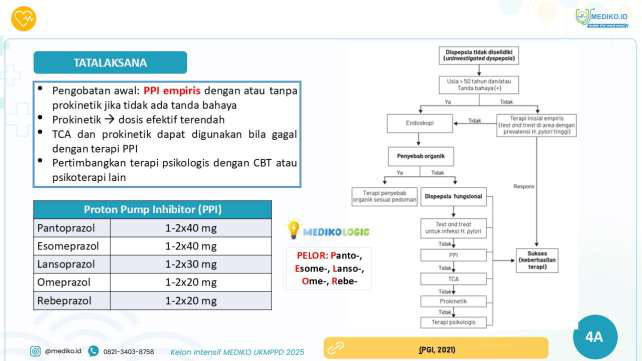 MEDIKO.ID
TATALAKSANA
• Pengobatan awal: PPI empiris dengan atau tanpa
prokinetik jika tidak ada tanda bahaya
• Prokinetik → dosis efektif terendah
• TCA dan prokinetik dapat digunakan bila gagal
dengan terapi PPI
• Pertimbangkan terapi psikologis dengan CBT atau
psikoterapi lain
Proton Pump Inhibitor (PPI)
Pantoprazol 1-2x40 mg
Esomeprazol 1-2x40 mg
Lansoprazol 1-2x30 mg
Omeprazol 1-2x20 mg
Rebeprazol 1-2x20 mg
MEDIKOLOGIC
PELOR: Panto-,
Esome-, Lanso-,
Ome-, Rebe-
Dispepsia tidak diselidiki
(uninvestigated dyspepsia)
Usia > 50 tahun dan/atau
Tanda bahaya (+)
Ya
Tidak
Endoskopi
Tidak
Terapi inisial empiris
(test and treat di area dengan
prevalensi H. pylori tinggi)
Penyebab organik
Ya
Tidak
Respons
Terapi penyebab
organik sesuai pedoman
Dispepsia fungsional
Test and treat
untuk infeksi H. pylori
Tidak
PPI
Sukses
(keberhasilan
terapi)
Tidak
TCA
Tidak
Prokinetik
Tidak
Terapi psikologis
@mediko.id
0821-3403-8758
Kelon Intensif MEDIKO UKMPPD 2025
(PGI, 2021)
4A